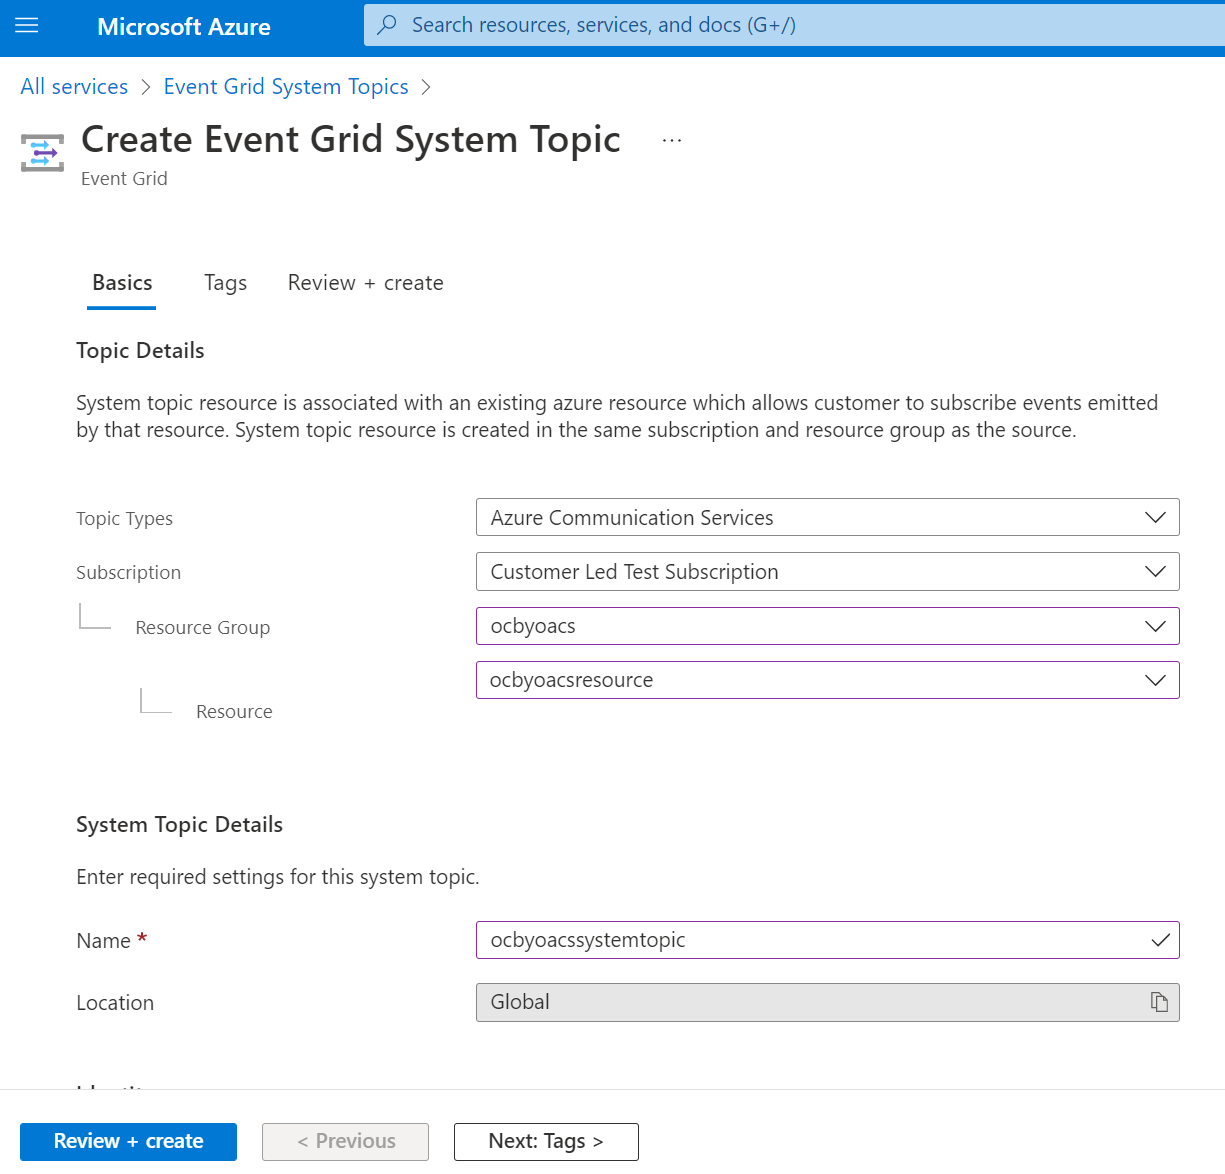 Microsoft Azure
Search resources, services, and docs (G+/)
All services > Event Grid System Topics >
Create Event Grid System Topic ...
Event Grid
Basics Tags Review + create
Topic Details
System topic resource is associated with an existing azure resource which allows customer to subscribe events emitted
by that resource. System topic resource is created in the same subscription and resource group as the source.
Topic Types Azure Communication Services
Subscription Customer Led Test Subscription
Resource Group ocbyoacs
ocbyoacsresource
Resource
System Topic Details
Enter required settings for this system topic.
Name * ocbyoacssystemtopic
Location Global
Review + create < Previous Next: Tags >